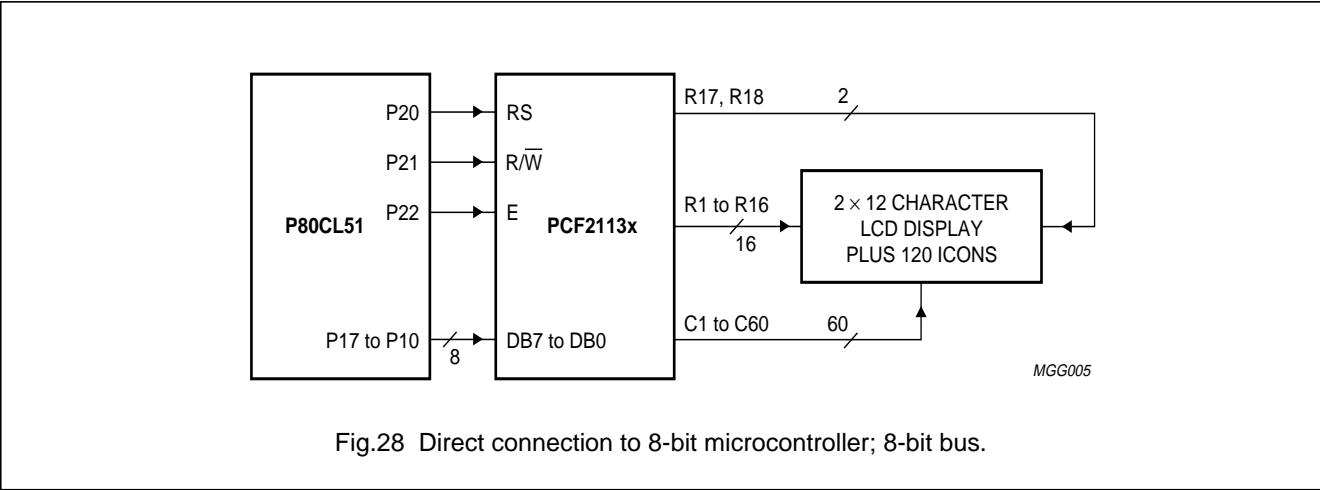 P80CL51
P20
P21
P22
P17 to P10
8
PCF2113x
RS
R/W̅
E
DB7 to DB0
R17, R18
2
R1 to R16
16
C1 to C60
60
2 × 12 CHARACTER
LCD DISPLAY
PLUS 120 ICONS
MGG005
Fig.28 Direct connection to 8-bit microcontroller; 8-bit bus.